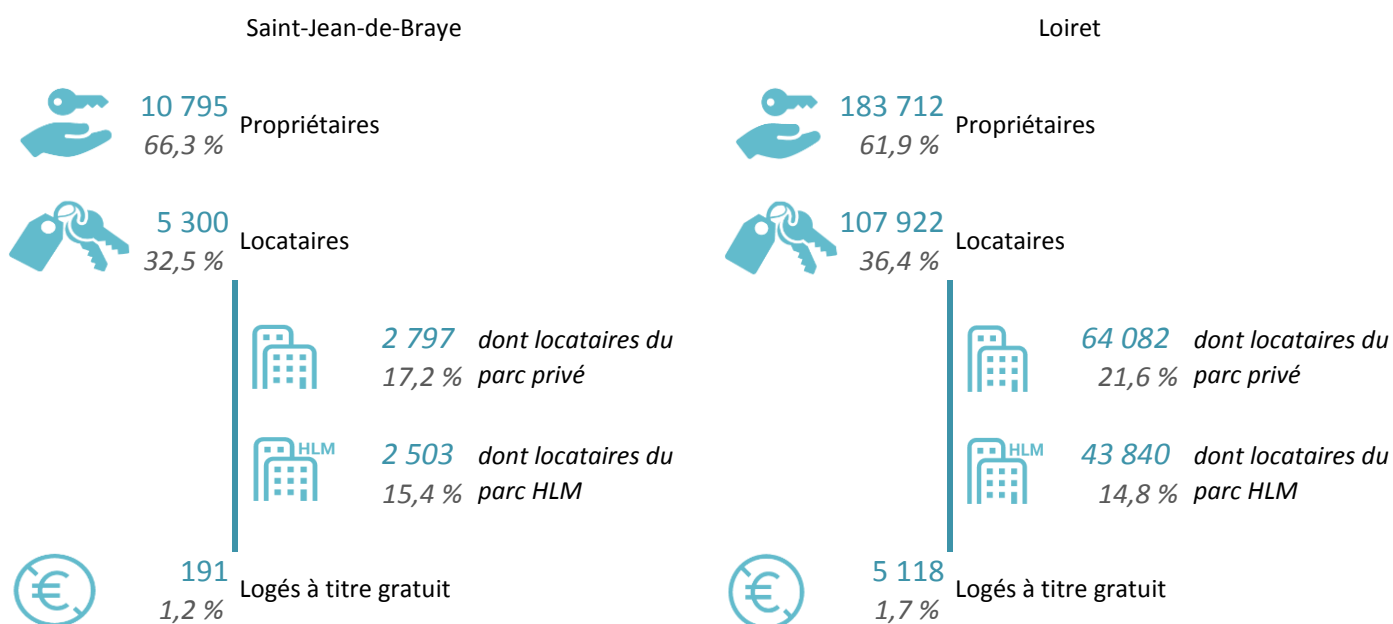 Saint-Jean-de-Braye
10 795
66,3 %
Propriétaires
5 300
32,5 %
Locataires
2 797
17,2 %
dont locataires du
parc privé
HLM
2 503
15,4 %
dont locataires du
parc HLM
€
191
1,2 %
Logés à titre gratuit
Loiret
183 712
61,9 %
Propriétaires
107 922
36,4 %
Locataires
64 082
21,6 %
dont locataires du
parc privé
HLM
43 840
14,8 %
dont locataires du
parc HLM
€
5 118
1,7 %
Logés à titre gratuit